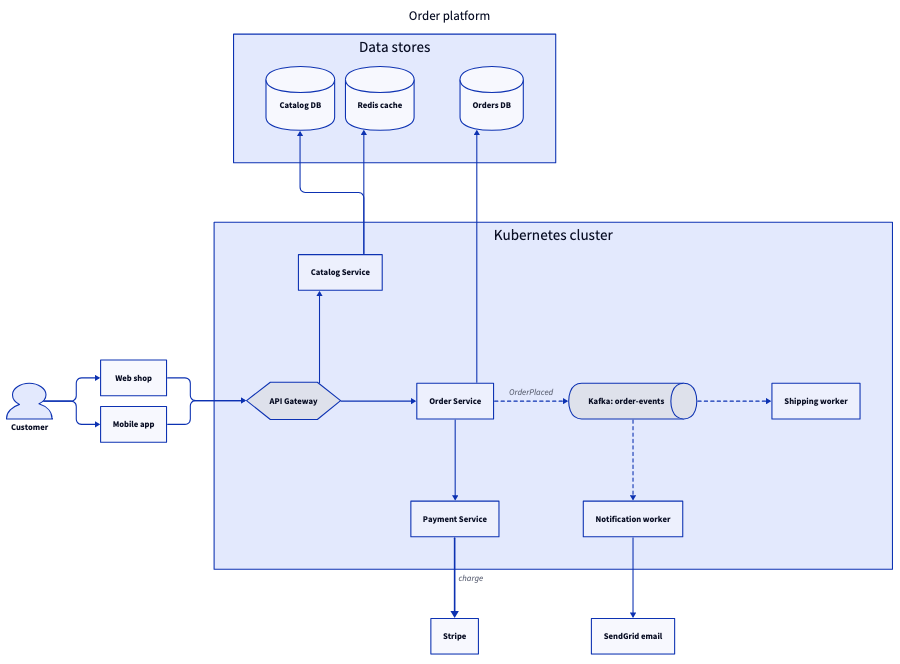 Order platform
Data stores
Catalog DB
Redis cache
Orders DB
Kubernetes cluster
Catalog Service
Web shop
Customer
Mobile app
API Gateway
Order Service
OrderPlaced
Kafka: order-events
Shipping worker
Payment Service
Notification worker
charge
Stripe
SendGrid email